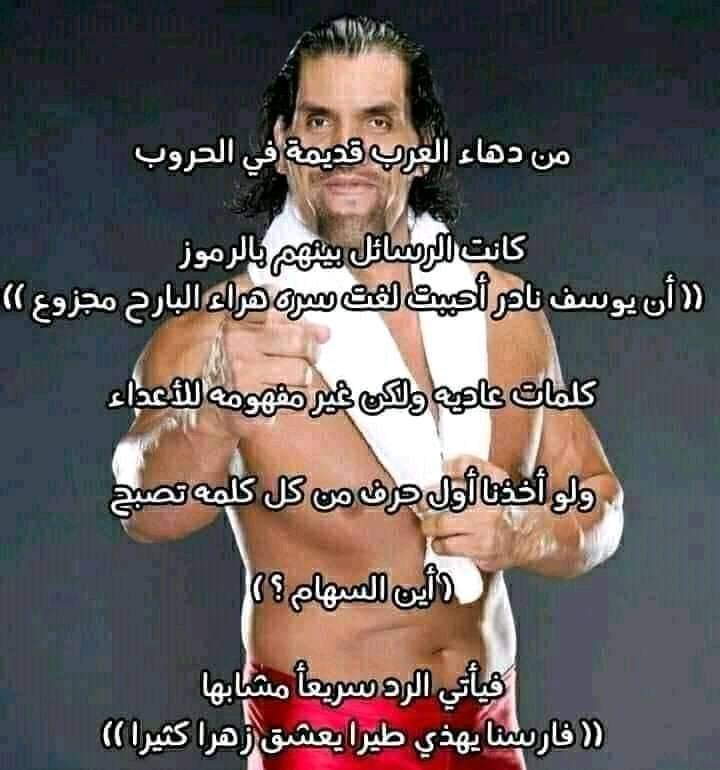 من دهاء العرب قديمة في الحروب
كانت الرسائل بينهم بالرموز
(( أن يوسف نادر أحببت لغت سره هراء البارح مجزوع ))
كلمات عاديه ولكن غير مفهومه للأعداء
ولو أخذنا أول حرف من كل كلمه تصبح
( أين السهام ؟ )
فيأتي الرد سريعأ مشابها
(( فارسنا يهذي طيرا يعشق زهرا كثيرا ))